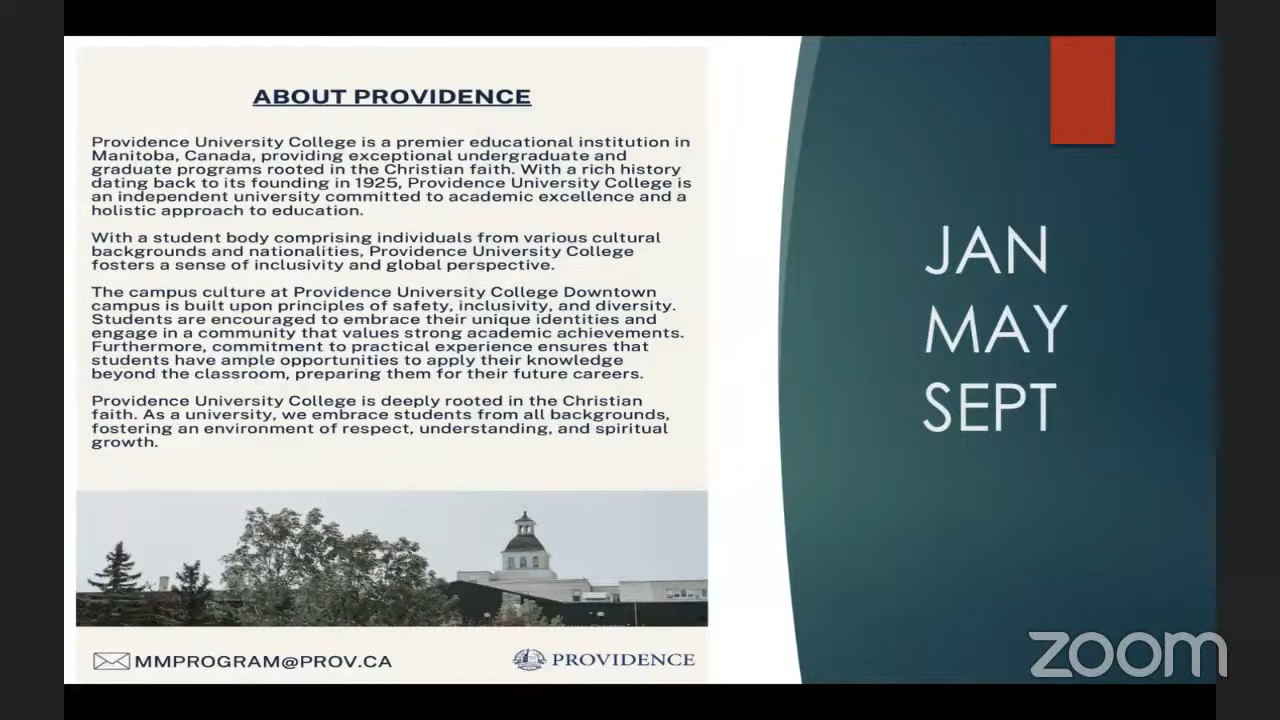 ABOUT PROVIDENCE
Providence University College is a premier educational institution in
Manitoba, Canada, providing exceptional undergraduate and
graduate programs rooted in the Christian faith. With a rich history
dating back to its founding in 1925, Providence University College is
an independent university committed to academic excellence and a
holistic approach to education.
With a student body comprising individuals from various cultural
backgrounds and nationalities, Providence University College
fosters a sense of inclusivity and global perspective.
The campus culture at Providence University College Downtown
campus is built upon principles of safety, inclusivity, and diversity.
Students are encouraged to embrace their unique identities and
engage in a community that values strong academic achievements.
Furthermore, commitment to practical experience ensures that
students have ample opportunities to apply their knowledge
beyond the classroom, preparing them for their future careers.
Providence University College is deeply rooted in the Christian
faith. As a university, we embrace students from all backgrounds,
fostering an environment of respect, understanding, and spiritual
growth.
MMPROGRAM@PROV.CA
PROVIDENCE
JAN
MAY
SEPT
zoom